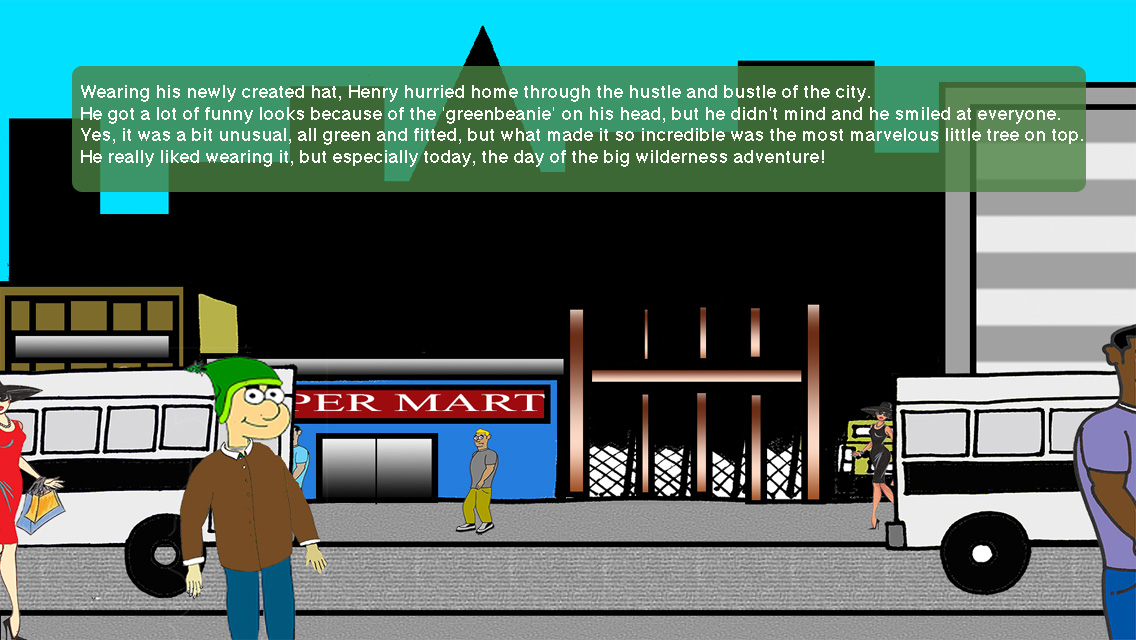 Wearing his newly created hat, Henry hurried home through the hustle and bustle of the city.
He got a lot of funny looks because of the 'greenbeanie' on his head, but he didn't mind and he smiled at everyone.
Yes, it was a bit unusual, all green and fitted, but what made it so incredible was the most marvelous little tree on top.
He really liked wearing it, but especially today, the day of the big wilderness adventure!
PER MART